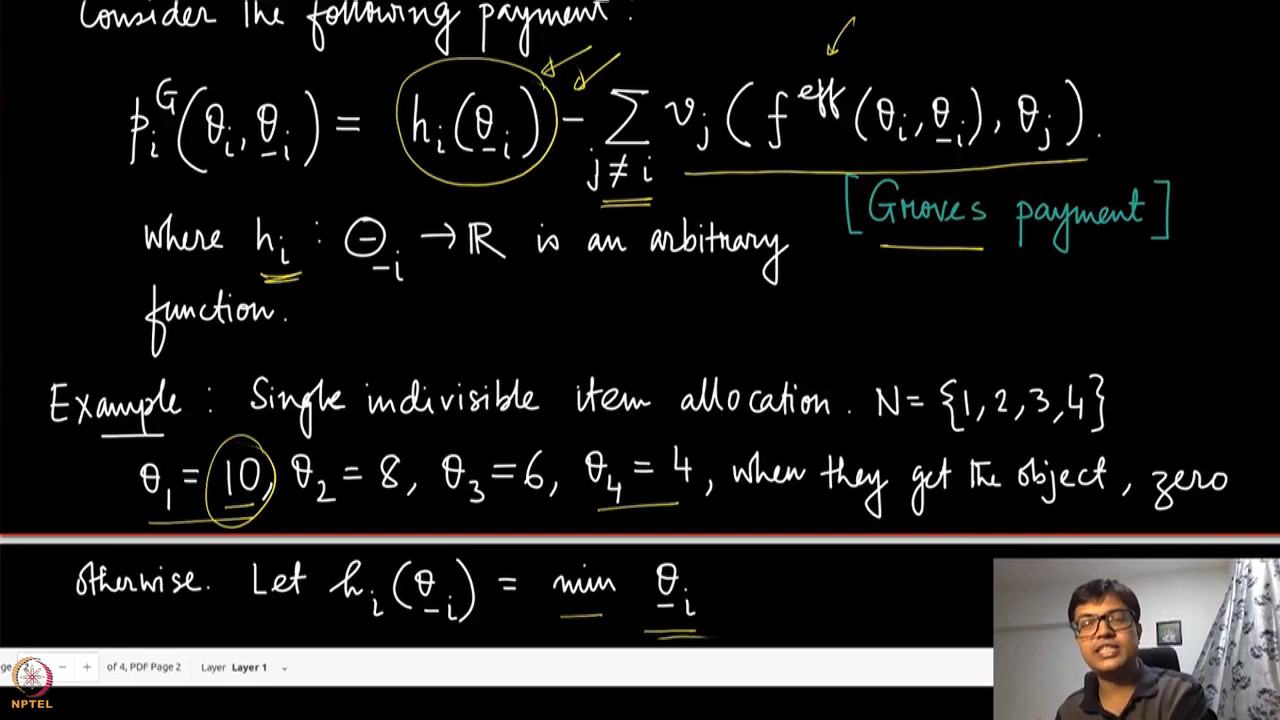 Consider the following payment:
p_i^G(θ_i, θ_{-i}) = h_i(θ_{-i}) - Σ_{j≠i} v_j(f^{eff}(θ_i, θ_{-i}), θ_j).
[Groves payment]
where h_i : Θ_{-i} → ℝ is an arbitrary
function.
Example: Single indivisible item allocation. N = {1, 2, 3, 4}
θ_1 = 10, θ_2 = 8, θ_3 = 6, θ_4 = 4, when they get the object, zero
otherwise. Let h_i(θ_{-i}) = min θ_{-i}
of 4, PDF Page 2 Layer Layer 1
NPTEL